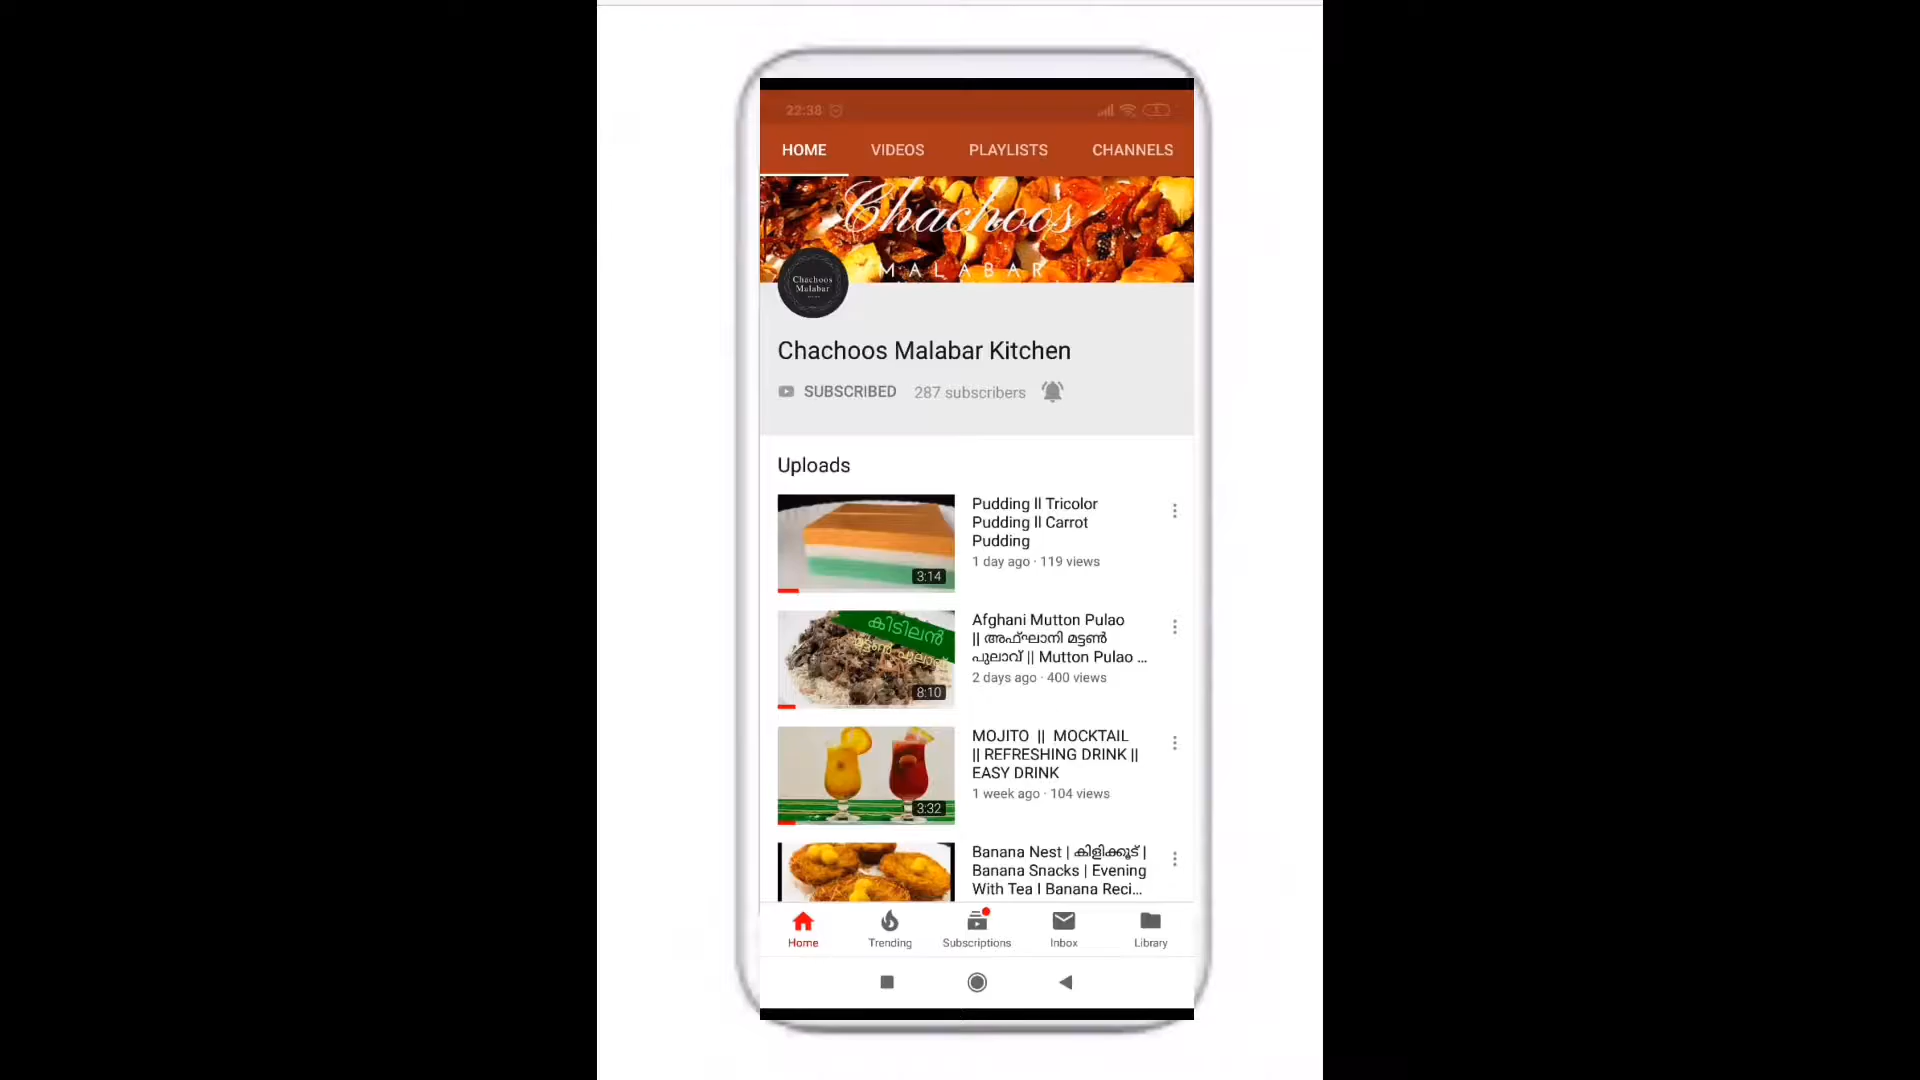 22:38
HOME VIDEOS PLAYLISTS CHANNELS
Chachoos
MALABAR
Chachoos
Malabar
Chachoos Malabar Kitchen
SUBSCRIBED 287 subscribers
Uploads
Pudding ll Tricolor
Pudding ll Carrot
Pudding
1 day ago · 119 views
3:14
കിടിലൻ
മട്ടൺ പുലാവ്
Afghani Mutton Pulao
|| അഫ്ഘാനി മട്ടൺ
പുലാവ് || Mutton Pulao ...
2 days ago · 400 views
8:10
MOJITO || MOCKTAIL
|| REFRESHING DRINK ||
EASY DRINK
1 week ago · 104 views
3:32
Banana Nest | കിളിക്കൂട് |
Banana Snacks | Evening
With Tea I Banana Reci...
Home Trending Subscriptions Inbox Library